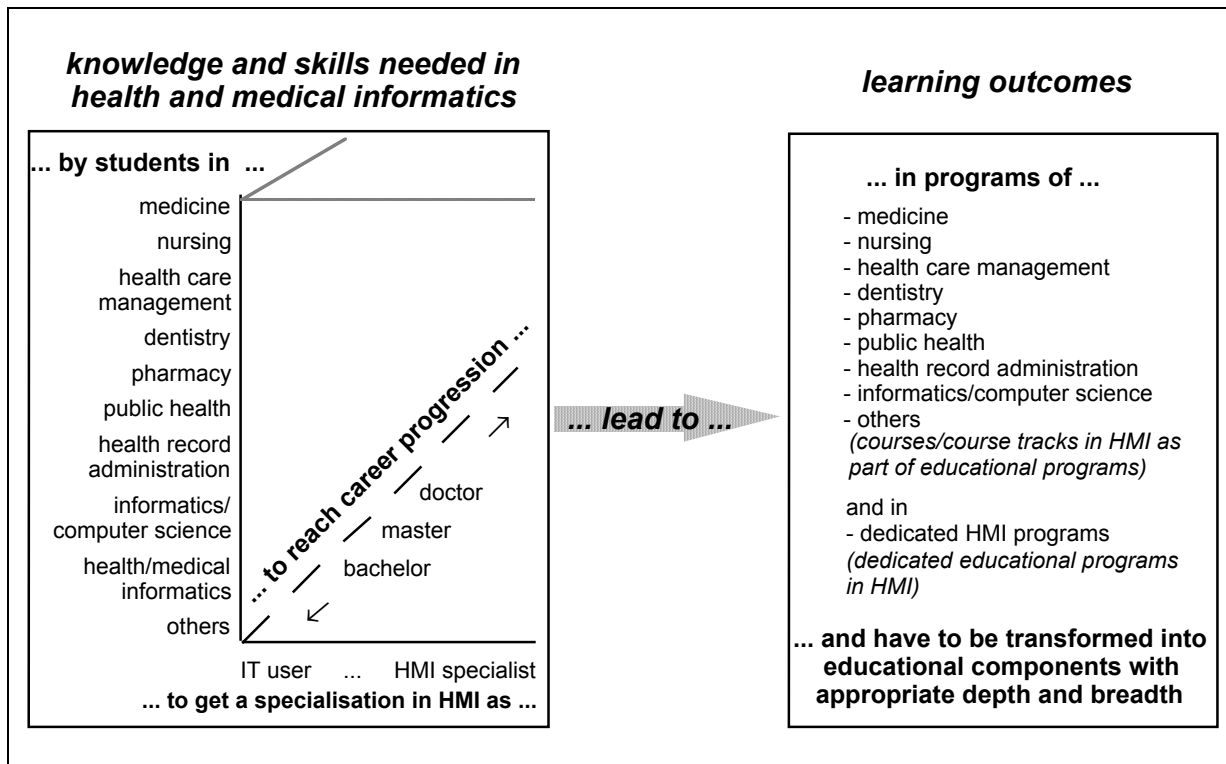 knowledge and skills needed in
health and medical informatics
... by students in ...
medicine
nursing
health care
management
dentistry
pharmacy
public health
health record
administration
informatics/
computer science
health/medical
informatics
others
... to reach career progression ...
doctor
master
bachelor
IT user ... HMI specialist
... to get a specialisation in HMI as ...
... lead to ...
learning outcomes
... in programs of ...
- medicine
- nursing
- health care management
- dentistry
- pharmacy
- public health
- health record administration
- informatics/computer science
- others
(courses/course tracks in HMI as
part of educational programs)
and in
- dedicated HMI programs
(dedicated educational programs
in HMI)
... and have to be transformed into
educational components with
appropriate depth and breadth